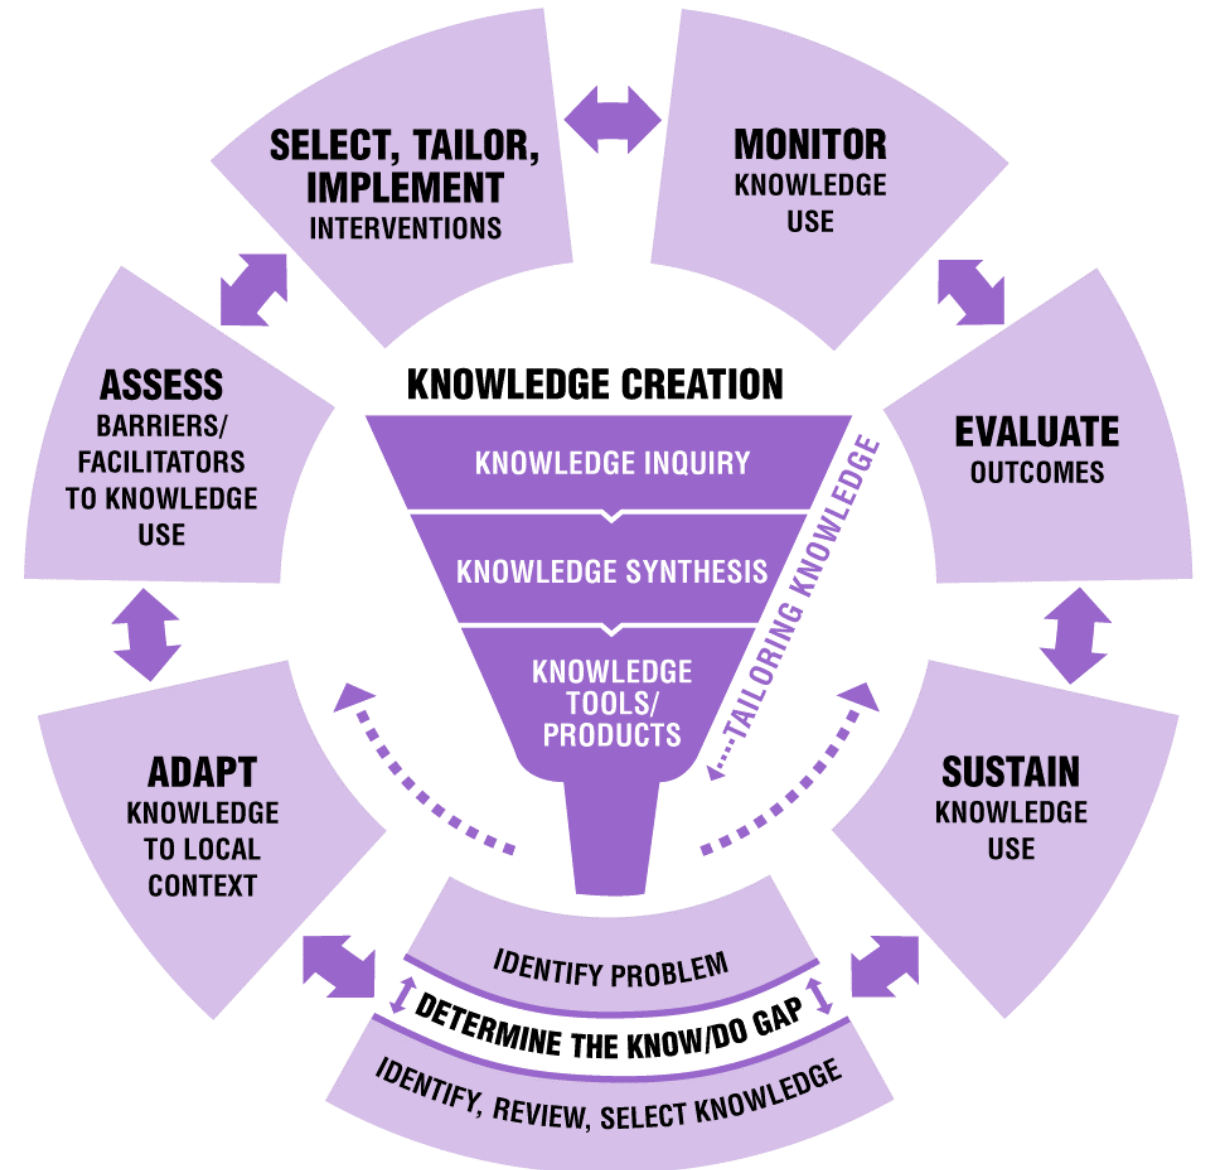 SELECT, TAILOR,
IMPLEMENT
INTERVENTIONS
MONITOR
KNOWLEDGE
USE
ASSESS
BARRIERS/
FACILITATORS
TO KNOWLEDGE
USE
KNOWLEDGE CREATION
KNOWLEDGE INQUIRY
KNOWLEDGE SYNTHESIS
KNOWLEDGE
TOOLS/
PRODUCTS
TAILORING KNOWLEDGE
EVALUATE
OUTCOMES
ADAPT
KNOWLEDGE
TO LOCAL
CONTEXT
SUSTAIN
KNOWLEDGE
USE
IDENTIFY PROBLEM
DETERMINE THE KNOW/DO GAP
IDENTIFY, REVIEW, SELECT KNOWLEDGE